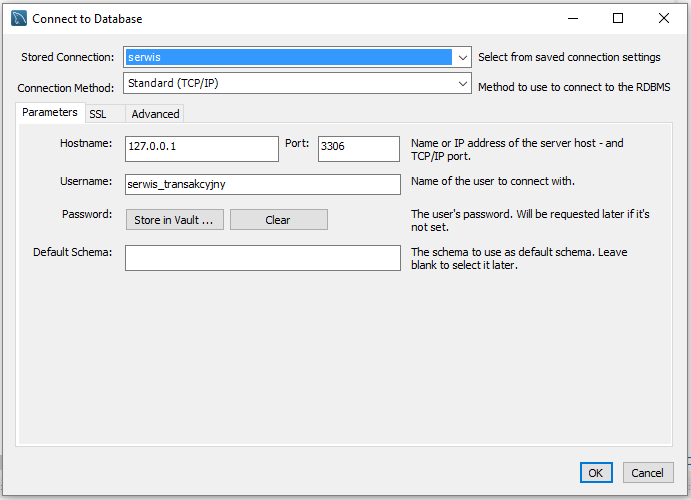 Connect to Database
Stored Connection: serwis Select from saved connection settings
Connection Method: Standard (TCP/IP) Method to use to connect to the RDBMS
Parameters SSL Advanced
Hostname: 127.0.0.1 Port: 3306 Name or IP address of the server host - and
TCP/IP port.
Username: serwis_transakcyjny Name of the user to connect with.
Password: Store in Vault ... Clear The user's password. Will be requested later if it's
not set.
Default Schema: The schema to use as default schema. Leave
blank to select it later.
OK Cancel